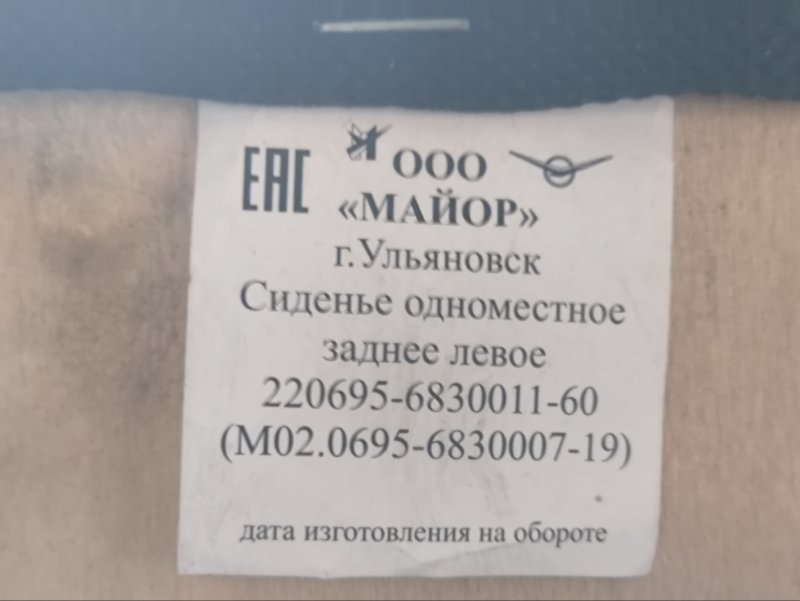 ЕАС ООО
«МАЙОР»
г.Ульяновск
Сиденье одноместное
заднее левое
220695-6830011-60
(М02.0695-6830007-19)
дата изготовления на обороте